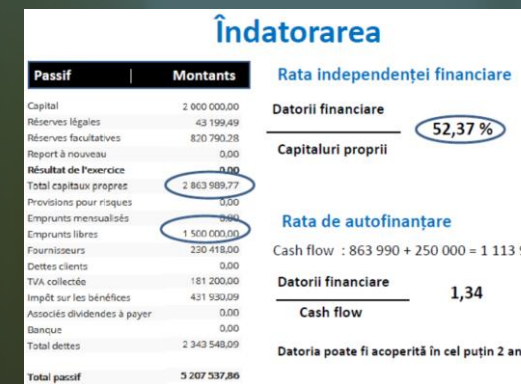 Îndatorarea
Passif | Montants
Capital 2 000 000,00
Réserves légales 43 199,49
Réserves facultatives 820 790,28
Report à nouveau 0,00
Résultat de l'exercice 0,00
Total capitaux propres 2 863 989,77
Provisions pour risques 0,00
Emprunts mensualisés 0,00
Emprunts libres 1 500 000,00
Fournisseurs 230 418,00
Dettes clients 0,00
TVA collectée 181 200,00
Impôt sur les bénéfices 431 930,09
Associés dividendes à payer 0,00
Banque 0,00
Total dettes 2 343 548,09
Total passif 5 207 537,86
Rata independenței financiare
Datorii financiare
52,37 %
Capitaluri proprii
Rata de autofinanțare
Cash flow : 863 990 + 250 000 = 1 113 9
Datorii financiare
1,34
Cash flow
Datoria poate fi acoperită în cel puțin 2 an